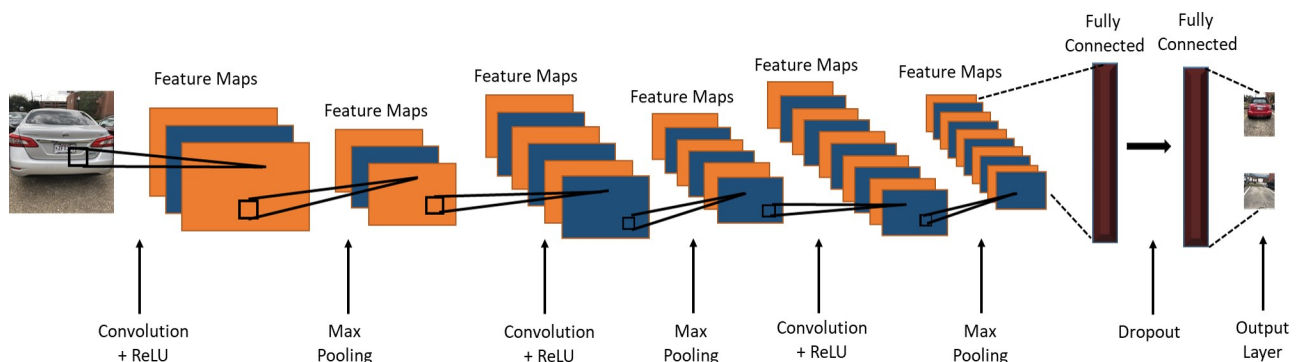 Fully
Connected
Fully
Connected
Feature Maps
Feature Maps
Feature Maps
Feature Maps
Feature Maps
Feature Maps
Convolution
+ ReLU
Max
Pooling
Convolution
+ ReLU
Max
Pooling
Convolution
+ ReLU
Max
Pooling
Dropout
Output
Layer